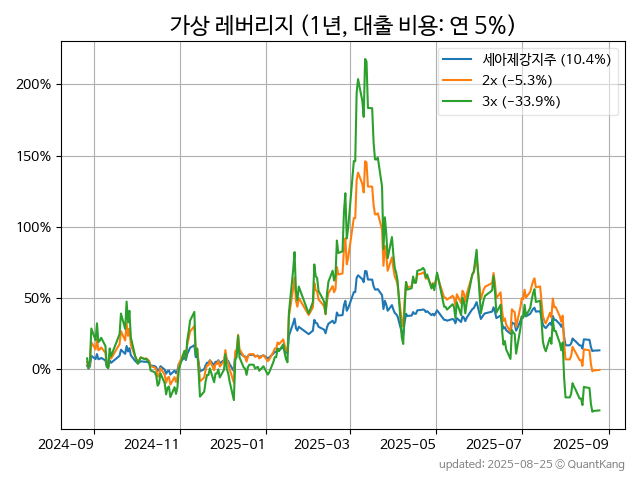 가상 레버리지 (1년, 대출 비용: 연 5%)
세아제강지주 (10.4%)
2x (−5.3%)
3x (−33.9%)
200%
150%
100%
50%
0%
2024-09 2024-11 2025-01 2025-03 2025-05 2025-07 2025-09
updated: 2025-08-25 © QuantKang